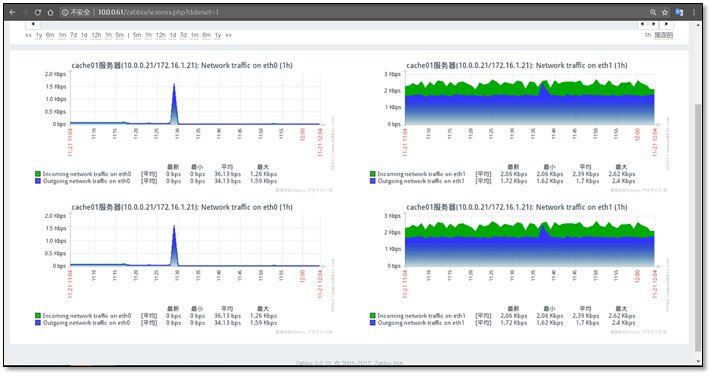 不安全 | 10.0.0.61/zabbix/screens.php?ddreset=1
«« 1y 6m 1m 7d 1d 12h 1h 5m | 5m 1h 12h 1d 7d 1m 6m 1y »» 1h 固定的
cache01服务器(10.0.0.21/172.16.1.21): Network traffic on eth0 (1h)
2.0 Kbps
1.5 Kbps
1.0 Kbps
0.5 Kbps
0 bps
11-21 11:04 11:10 11:15 11:20 11:25 11:30 11:35 11:40 11:45 11:50 11:55 12:00 11-21 12:04
最新 最小 平均 最大
Incoming network traffic on eth0 [平均] 0 bps 0 bps 36.13 bps 1.26 Kbps
Outgoing network traffic on eth0 [平均] 0 bps 0 bps 34.13 bps 1.59 Kbps
cache01服务器(10.0.0.21/172.16.1.21): Network traffic on eth1 (1h)
3 Kbps
2 Kbps
1 Kbps
0 bps
11-21 11:04 11:10 11:15 11:20 11:25 11:30 11:35 11:40 11:45 11:50 11:55 12:00 11-21 12:04
最新 最小 平均 最大
Incoming network traffic on eth1 [平均] 2.06 Kbps 2.06 Kbps 2.39 Kbps 2.62 Kbps
Outgoing network traffic on eth1 [平均] 1.72 Kbps 1.62 Kbps 1.7 Kbps 2.4 Kbps
cache01服务器(10.0.0.21/172.16.1.21): Network traffic on eth0 (1h)
2.0 Kbps
1.5 Kbps
1.0 Kbps
0.5 Kbps
0 bps
11-21 11:04 11:10 11:15 11:20 11:25 11:30 11:35 11:40 11:45 11:50 11:55 12:00 11-21 12:04
最新 最小 平均 最大
Incoming network traffic on eth0 [平均] 0 bps 0 bps 36.13 bps 1.26 Kbps
Outgoing network traffic on eth0 [平均] 0 bps 0 bps 34.13 bps 1.59 Kbps
cache01服务器(10.0.0.21/172.16.1.21): Network traffic on eth1 (1h)
3 Kbps
2 Kbps
1 Kbps
0 bps
11-21 11:04 11:10 11:15 11:20 11:25 11:30 11:35 11:40 11:45 11:50 11:55 12:00 11-21 12:04
最新 最小 平均 最大
Incoming network traffic on eth1 [平均] 2.06 Kbps 2.06 Kbps 2.39 Kbps 2.62 Kbps
Outgoing network traffic on eth1 [平均] 1.72 Kbps 1.62 Kbps 1.7 Kbps 2.4 Kbps